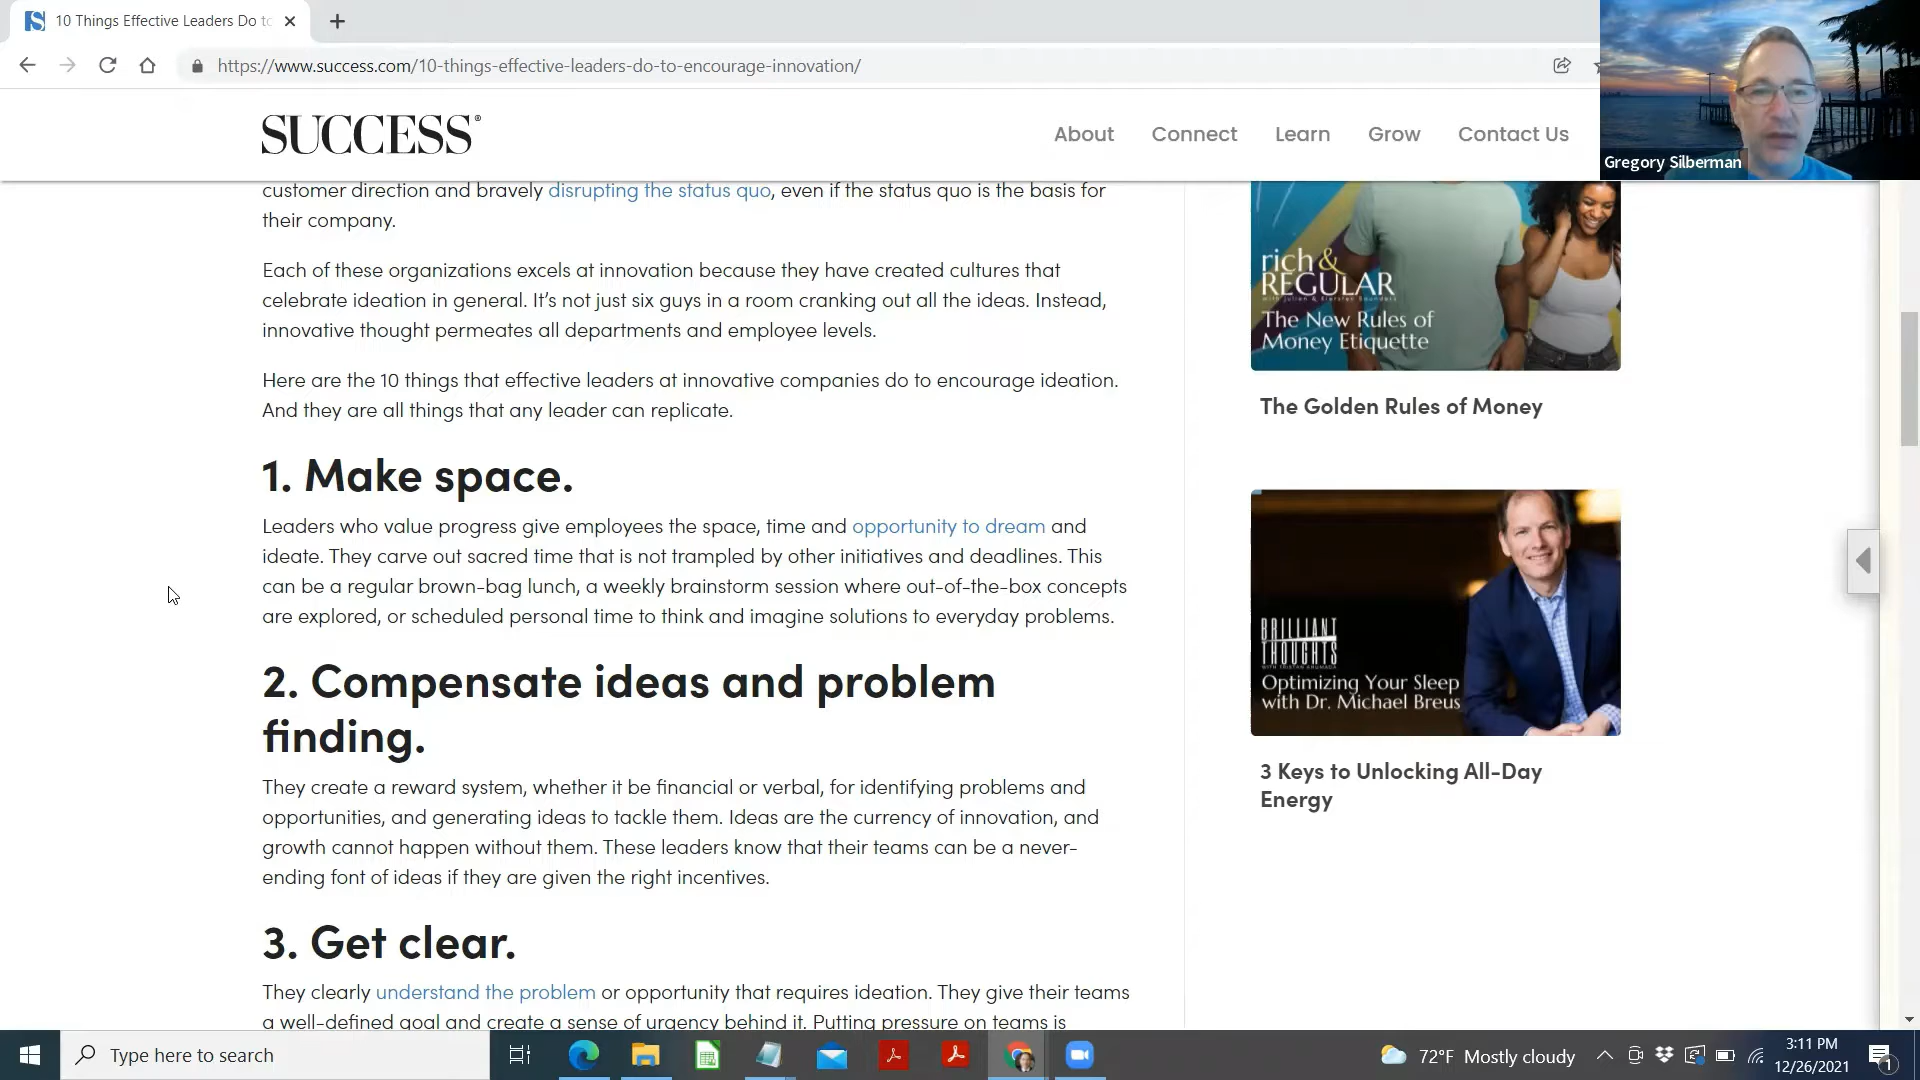 10 Things Effective Leaders Do to
https://www.success.com/10-things-effective-leaders-do-to-encourage-innovation/
SUCCESS®
About Connect Learn Grow Contact Us
Gregory Silberman
customer direction and bravely disrupting the status quo, even if the status quo is the basis for
their company.
Each of these organizations excels at innovation because they have created cultures that
celebrate ideation in general. It’s not just six guys in a room cranking out all the ideas. Instead,
innovative thought permeates all departments and employee levels.
Here are the 10 things that effective leaders at innovative companies do to encourage ideation.
And they are all things that any leader can replicate.
1. Make space.
Leaders who value progress give employees the space, time and opportunity to dream and
ideate. They carve out sacred time that is not trampled by other initiatives and deadlines. This
can be a regular brown-bag lunch, a weekly brainstorm session where out-of-the-box concepts
are explored, or scheduled personal time to think and imagine solutions to everyday problems.
2. Compensate ideas and problem
finding.
They create a reward system, whether it be financial or verbal, for identifying problems and
opportunities, and generating ideas to tackle them. Ideas are the currency of innovation, and
growth cannot happen without them. These leaders know that their teams can be a never-
ending font of ideas if they are given the right incentives.
3. Get clear.
They clearly understand the problem or opportunity that requires ideation. They give their teams
a well-defined goal and create a sense of urgency behind it. Putting pressure on teams is
rich &
REGULAR
The New Rules of
Money Etiquette
The Golden Rules of Money
BRILLIANT
THOUGHTS
Optimizing Your Sleep
with Dr. Michael Breus
3 Keys to Unlocking All-Day
Energy
Type here to search
72°F Mostly cloudy
3:11 PM
12/26/2021
1